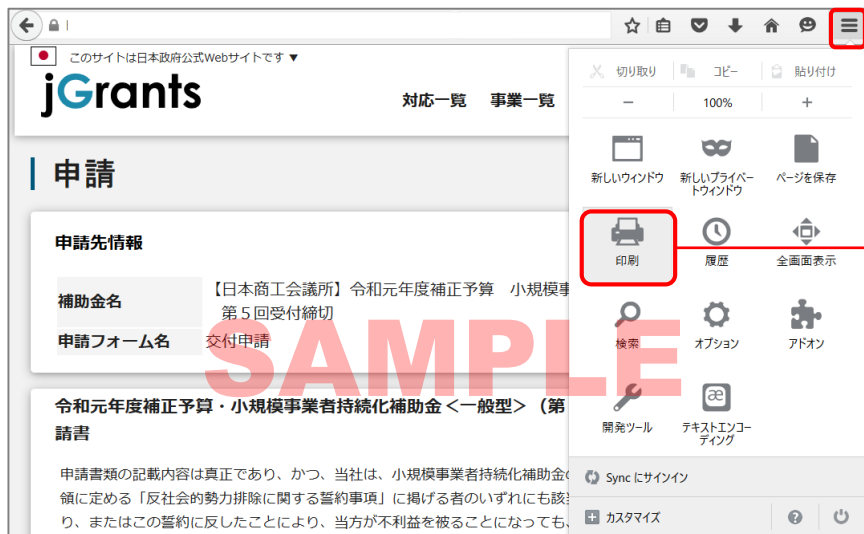 このサイトは日本政府公式Webサイトです ▼
jGrants
対応一覧 事業一覧
申請
申請先情報
補助金名 【日本商工会議所】令和元年度補正予算 小規模事
第５回受付締切
申請フォーム名 交付申請
SAMPLE
令和元年度補正予算・小規模事業者持続化補助金＜一般型＞（第
請書
申請書類の記載内容は真正であり、かつ、当社は、小規模事業者持続化補助金
領に定める「反社会的勢力排除に関する誓約事項」に掲げる者のいずれにも該
り、またはこの誓約に反したことにより、当方が不利益を被ることになっても、
切り取り コピー 貼り付け
− 100% +
新しいウィンドウ 新しいプライベー ページを保存
トウィンドウ
印刷 履歴 全画面表示
検索 オプション アドオン
開発ツール テキストエンコー
ディング
Sync にサインイン
カスタマイズ